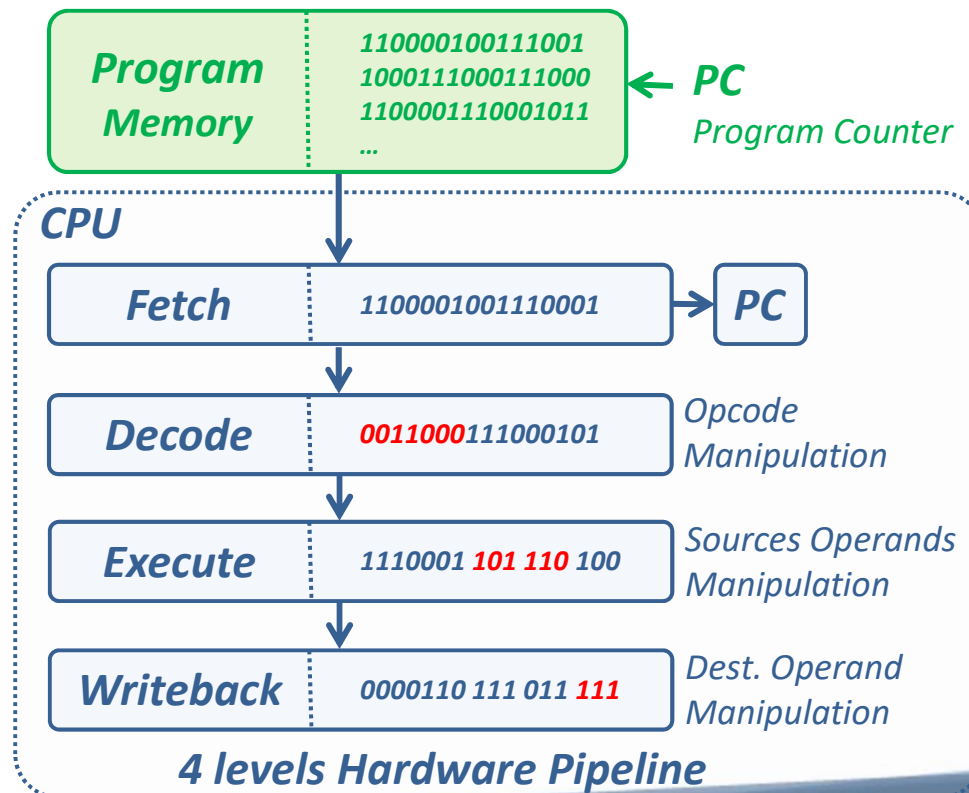 Program
Memory
110000100111001
1000111000111000
1100001110001011
...
PC
Program Counter
CPU
Fetch
1100001001110001
PC
Decode
0011000111000101
Opcode
Manipulation
Execute
1110001 101 110 100
Sources Operands
Manipulation
Writeback
0000110 111 011 111
Dest. Operand
Manipulation
4 levels Hardware Pipeline